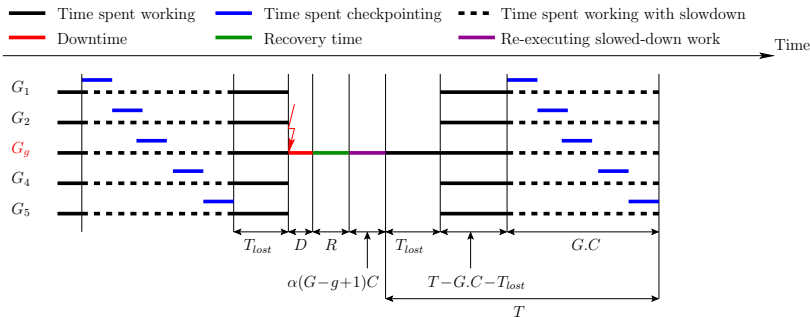 Time spent working
Time spent checkpointing
Time spent working with slowdown
Downtime
Recovery time
Re-executing slowed-down work
Time
G1
G2
Gg
G4
G5
Tlost
D
R
Tlost
G.C
α(G−g+1)C
T−G.C−Tlost
T